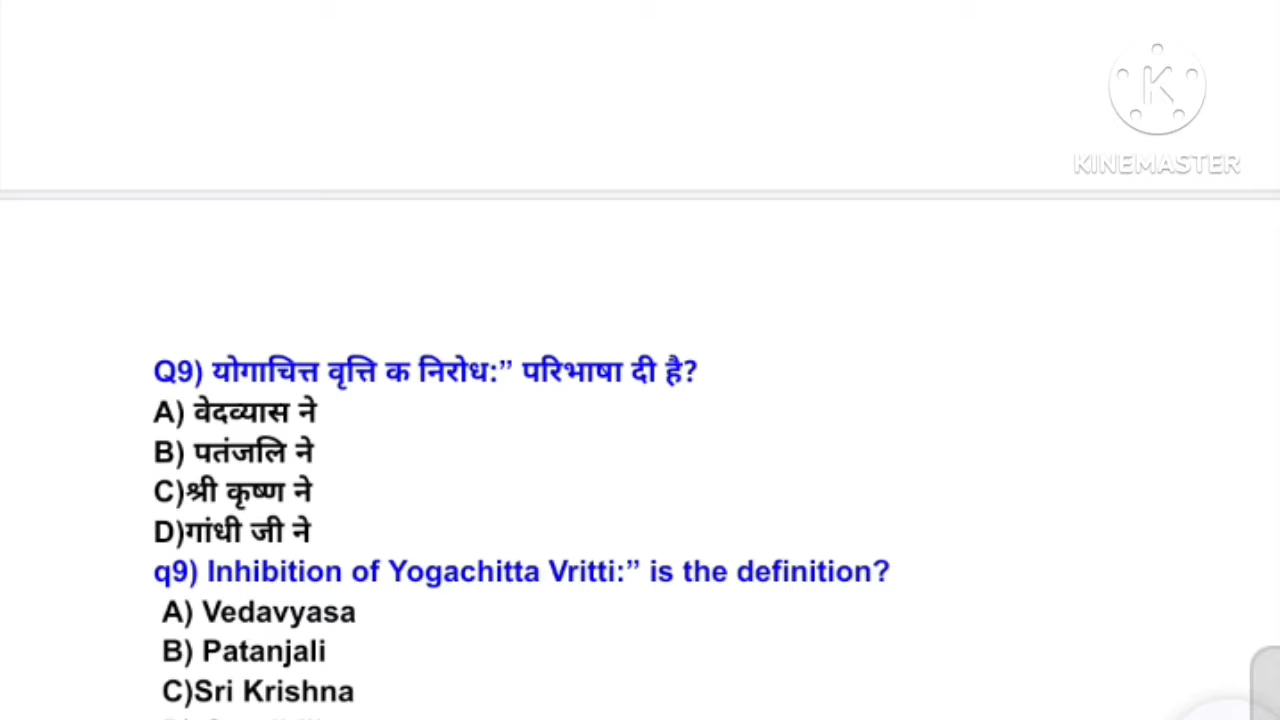 K
KINEMASTER
Q9) योगाचित्त वृत्ति क निरोध:” परिभाषा दी है?
A) वेदव्यास ने
B) पतंजलि ने
C)श्री कृष्ण ने
D)गांधी जी ने
q9) Inhibition of Yogachitta Vritti:” is the definition?
A) Vedavyasa
B) Patanjali
C)Sri Krishna